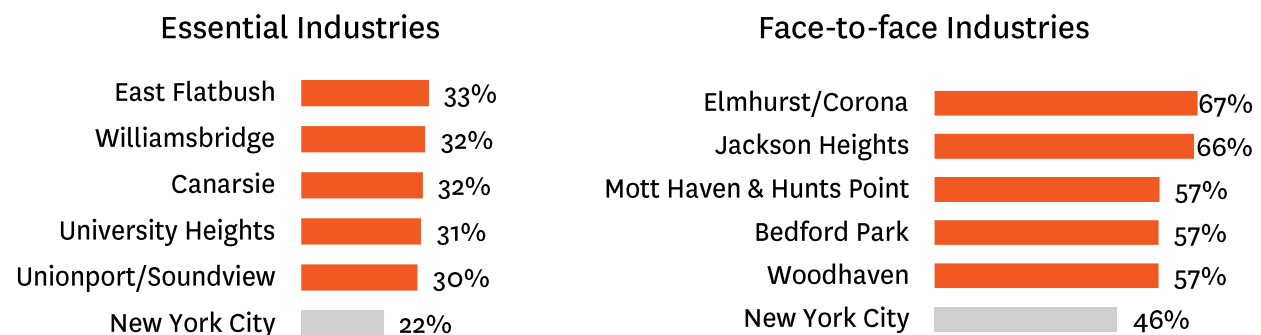 Essential Industries
East Flatbush 33%
Williamsbridge 32%
Canarsie 32%
University Heights 31%
Unionport/Soundview 30%
New York City 22%
Face-to-face Industries
Elmhurst/Corona 67%
Jackson Heights 66%
Mott Haven & Hunts Point 57%
Bedford Park 57%
Woodhaven 57%
New York City 46%